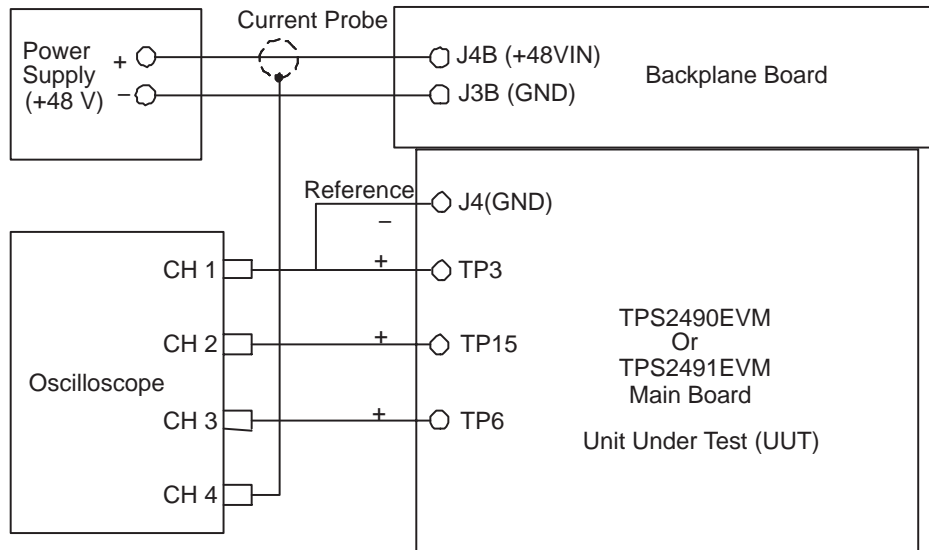 Current Probe
Power
Supply
(+48 V)
+
−
J4B (+48VIN)
J3B (GND)
Backplane Board
Reference
−
J4(GND)
Oscilloscope
CH 1
+
TP3
CH 2
+
TP15
CH 3
+
TP6
CH 4
TPS2490EVM
Or
TPS2491EVM
Main Board
Unit Under Test (UUT)